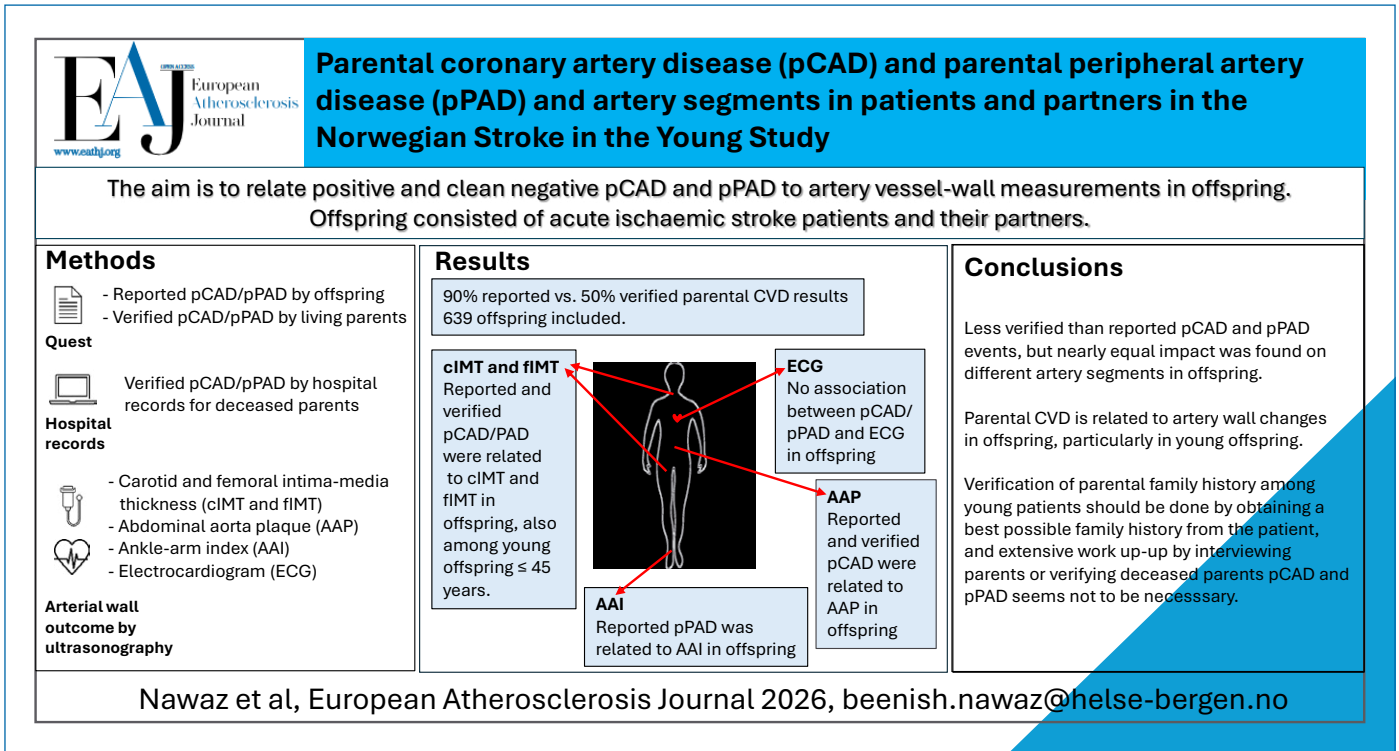 OPEN ACCESS
EAJ
European
Atherosclerosis
Journal
www.eathj.org
Parental coronary artery disease (pCAD) and parental peripheral artery
disease (pPAD) and artery segments in patients and partners in the
Norwegian Stroke in the Young Study
The aim is to relate positive and clean negative pCAD and pPAD to artery vessel-wall measurements in offspring.
Offspring consisted of acute ischaemic stroke patients and their partners.
Methods
- Reported pCAD/pPAD by offspring
- Verified pCAD/pPAD by living parents
Quest
Verified pCAD/pPAD by hospital
records for deceased parents
Hospital
records
- Carotid and femoral intima-media
thickness (cIMT and fIMT)
- Abdominal aorta plaque (AAP)
- Ankle-arm index (AAI)
- Electrocardiogram (ECG)
Arterial wall
outcome by
ultrasonography
Results
90% reported vs. 50% verified parental CVD results
639 offspring included.
cIMT and fIMT
Reported and
verified
pCAD/PAD
were related
to cIMT and
fIMT in
offspring, also
among young
offspring ≤ 45
years.
ECG
No association
between pCAD/
pPAD and ECG
in offspring
AAP
Reported
and verified
pCAD were
related to
AAP in
offspring
AAI
Reported pPAD was
related to AAI in offspring
Conclusions
Less verified than reported pCAD and pPAD
events, but nearly equal impact was found on
different artery segments in offspring.
Parental CVD is related to artery wall changes
in offspring, particularly in young offspring.
Verification of parental family history among
young patients should be done by obtaining a
best possible family history from the patient,
and extensive work up-up by interviewing
parents or verifying deceased parents pCAD and
pPAD seems not to be necesssary.
Nawaz et al, European Atherosclerosis Journal 2026, beenish.nawaz@helse-bergen.no